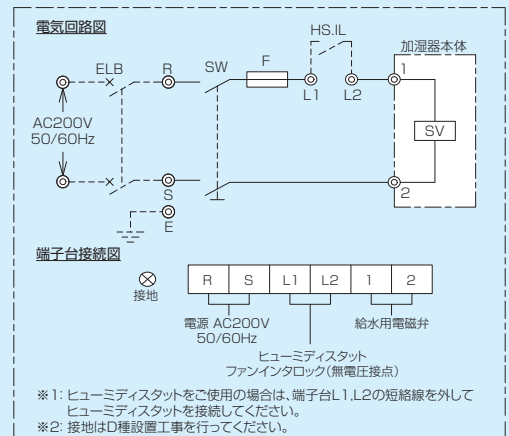 電気回路図
HS.IL
加湿器本体
ELB
R
SW
F
L1
L2
1
AC200V
50/60Hz
SV
S
2
E
端子台接続図
接地
R S L1 L2 1 2
電源 AC200V
50/60Hz
給水用電磁弁
ヒューミディスタット
ファンインタロック(無電圧接点)
※1: ヒューミディスタットをご使用の場合は、端子台L1,L2の短絡線を外して
ヒューミディスタットを接続してください。
※2: 接地はD種設置工事を行ってください。